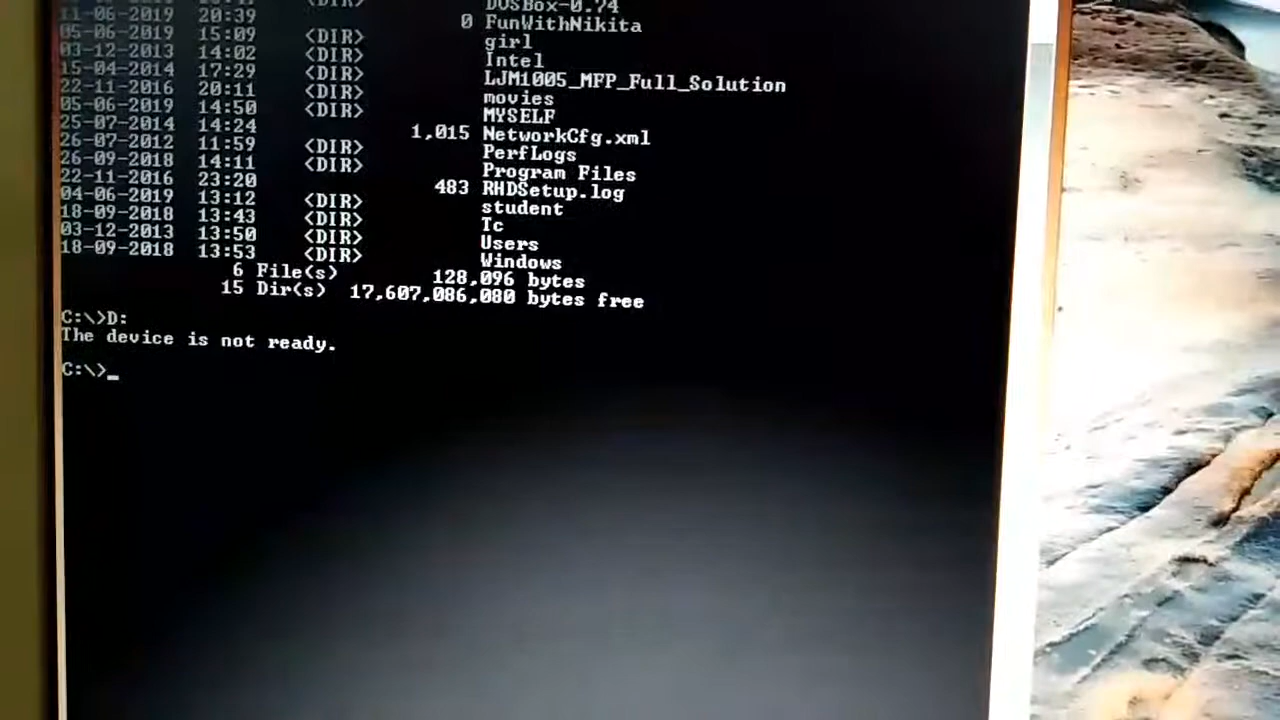 DOSBox-0.74
11-06-2019 20:39 0 FunWithNikita
05-06-2019 15:09 <DIR> girl
03-12-2013 14:02 <DIR> Intel
15-04-2014 17:29 <DIR> LJM1005_MFP_Full_Solution
22-11-2016 20:11 <DIR> movies
05-06-2019 14:50 <DIR> MYSELF
25-07-2014 14:24 1,015 NetworkCfg.xml
26-07-2012 11:59 <DIR> PerfLogs
26-09-2018 14:11 <DIR> Program Files
22-11-2016 23:20 483 RHDSetup.log
04-06-2019 13:12 <DIR> student
18-09-2018 13:43 <DIR> Tc
03-12-2013 13:50 <DIR> Users
18-09-2018 13:53 <DIR> Windows
6 File(s) 128,096 bytes
15 Dir(s) 17,607,086,080 bytes free
C:\>D:
The device is not ready.
C:\>_